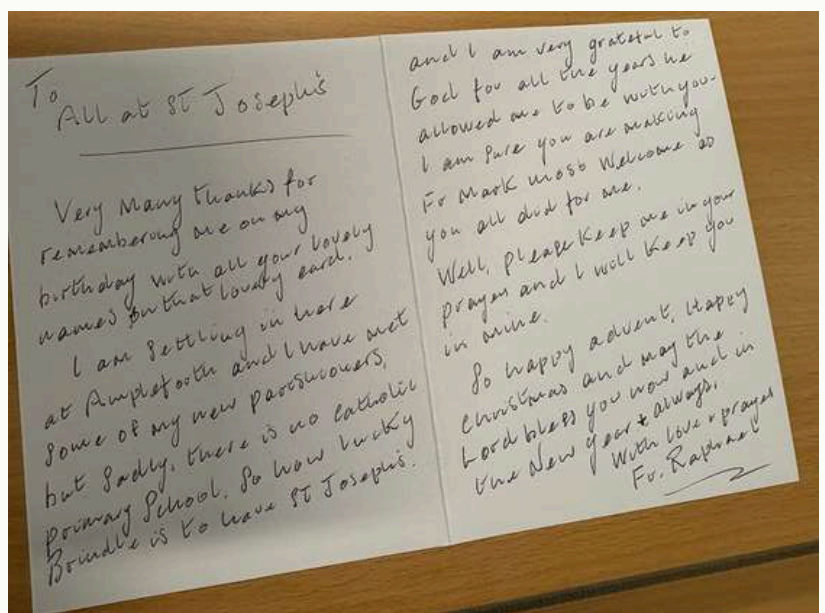 To
All at St Joseph's
Very Many thanks for
remembering me on my
birthday with all your lovely
names on that lovely card.
I am settling in here
at Ampleforth and I have met
some of my new parishioners,
but sadly, there is no catholic
primary School. So how lucky
Brindle is to have St Joseph's.
and I am very grateful to
God for all the years he
allowed me to be with you.
I am sure you are making
Fr Mark most Welcome as
you all did for me.
Well, please keep me in your
prayers and I will keep you
in mine.
So happy advent, Happy
Christmas and may the
Lord bless you now and in
the New Year + always.
With love + prayer
Fr. Raphael